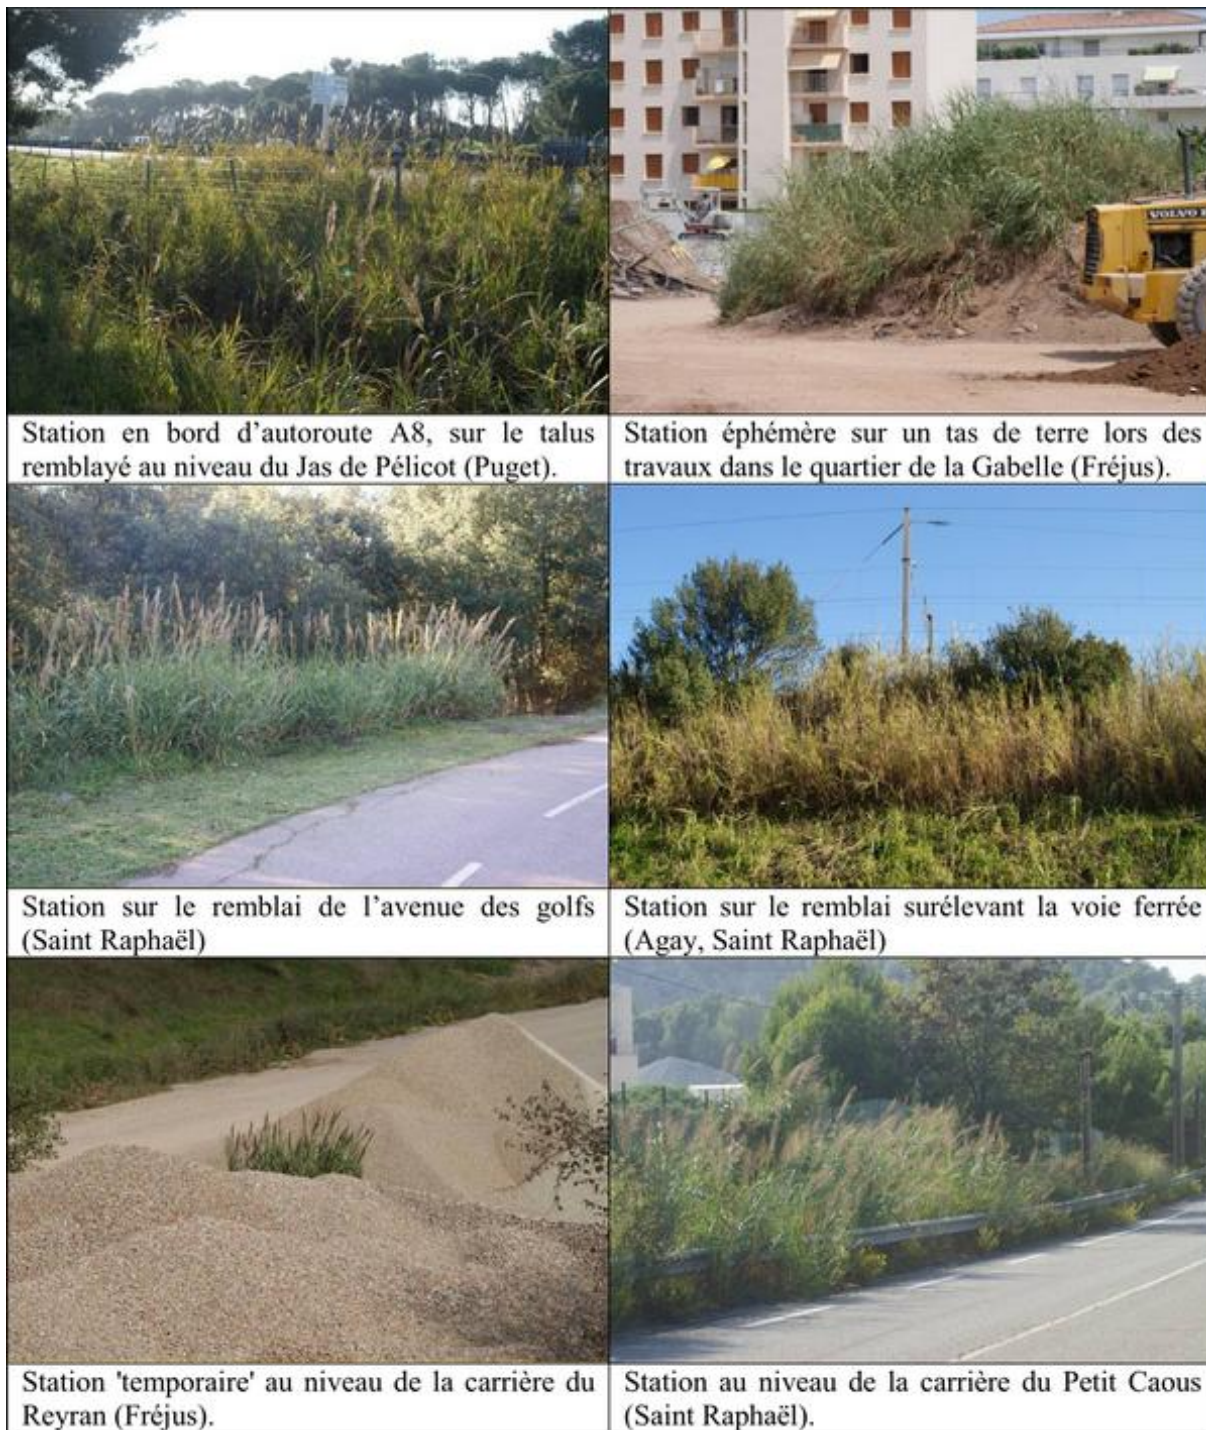 VOLVO
Station en bord d’autoroute A8, sur le talus
remblayé au niveau du Jas de Pélicot (Puget).
Station éphémère sur un tas de terre lors des
travaux dans le quartier de la Gabelle (Fréjus).
Station sur le remblai de l’avenue des golfs
(Saint Raphaël)
Station sur le remblai surélevant la voie ferrée
(Agay, Saint Raphaël)
Station 'temporaire' au niveau de la carrière du
Reyran (Fréjus).
Station au niveau de la carrière du Petit Caous
(Saint Raphaël).